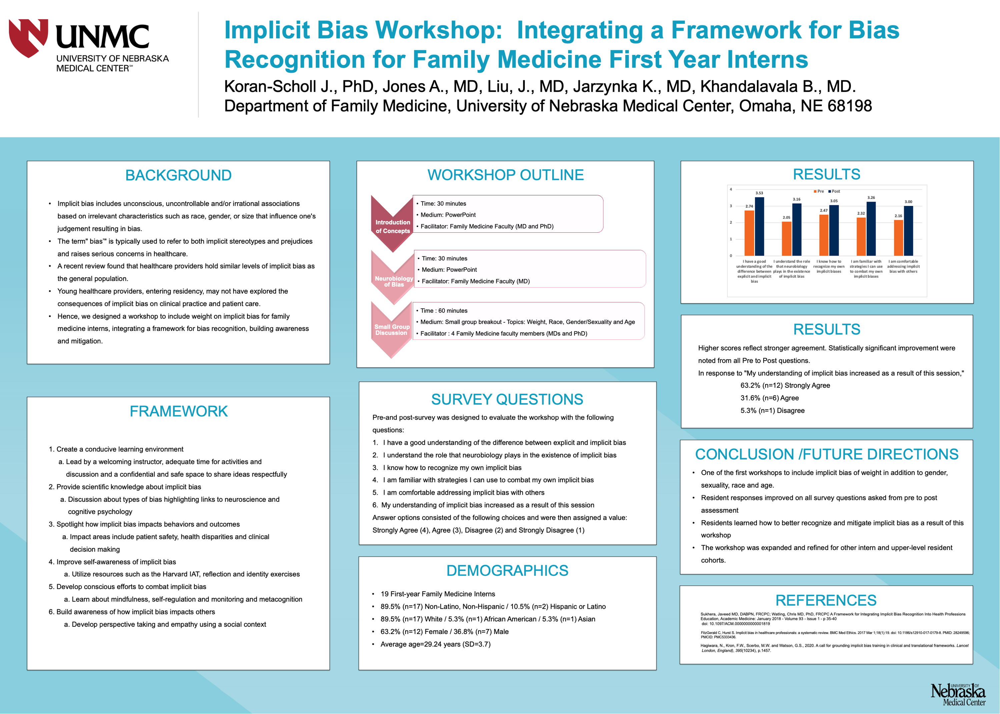 UNMC
UNIVERSITY OF NEBRASKA
MEDICAL CENTER℠
Implicit Bias Workshop:  Integrating a Framework for Bias
Recognition for Family Medicine First Year Interns
Koran-Scholl J., PhD, Jones A., MD, Liu, J., MD, Jarzynka K., MD, Khandalavala B., MD.
Department of Family Medicine, University of Nebraska Medical Center, Omaha, NE 68198
BACKGROUND
• Implicit bias includes unconscious, uncontrollable and/or irrational associations
based on irrelevant characteristics such as race, gender, or size that influence one's
judgement resulting in bias.
• The term" bias'" is typically used to refer to both implicit stereotypes and prejudices
and raises serious concerns in healthcare.
• A recent review found that healthcare providers hold similar levels of implicit bias as
the general population.
• Young healthcare providers, entering residency, may not have explored the
consequences of implicit bias on clinical practice and patient care.
• Hence, we designed a workshop to include weight on implicit bias for family
medicine interns, integrating a framework for bias recognition, building awareness
and mitigation.
FRAMEWORK
1. Create a conducive learning environment
a. Lead by a welcoming instructor, adequate time for activities and
discussion and a confidential and safe space to share ideas respectfully
2. Provide scientific knowledge about implicit bias
a. Discussion about types of bias highlighting links to neuroscience and
cognitive psychology
3. Spotlight how implicit bias impacts behaviors and outcomes
a. Impact areas include patient safety, health disparities and clinical
decision making
4. Improve self-awareness of implicit bias
a. Utilize resources such as the Harvard IAT, reflection and identity exercises
5. Develop conscious efforts to combat implicit bias
a. Learn about mindfulness, self-regulation and monitoring and metacognition
6. Build awareness of how implicit bias impacts others
a. Develop perspective taking and empathy using a social context
WORKSHOP OUTLINE
Introduction
of Concepts
• Time: 30 minutes
• Medium: PowerPoint
• Facilitator: Family Medicine Faculty (MD and PhD)
Neurobiology
of Bias
• Time: 30 minutes
• Medium: PowerPoint
• Facilitator: Family Medicine Faculty (MD)
Small Group
Discussion
• Time : 60 minutes
• Medium: Small group breakout - Topics: Weight, Race, Gender/Sexuality and Age
• Facilitator : 4 Family Medicine faculty members (MDs and PhD)
SURVEY QUESTIONS
Pre-and post-survey was designed to evaluate the workshop with the following
questions:
1. I have a good understanding of the difference between explicit and implicit bias
2. I understand the role that neurobiology plays in the existence of implicit bias
3. I know how to recognize my own implicit bias
4. I am familiar with strategies I can use to combat my own implicit bias
5. I am comfortable addressing implicit bias with others
6. My understanding of implicit bias increased as a result of this session
Answer options consisted of the following choices and were then assigned a value:
Strongly Agree (4), Agree (3), Disagree (2) and Strongly Disagree (1)
DEMOGRAPHICS
• 19 First-year Family Medicine Interns
• 89.5% (n=17) Non-Latino, Non-Hispanic / 10.5% (n=2) Hispanic or Latino
• 89.5% (n=17) White / 5.3% (n=1) African American / 5.3% (n=1) Asian
• 63.2% (n=12) Female / 36.8% (n=7) Male
• Average age=29.24 years (SD=3.7)
RESULTS
Pre Post
4
3
2
1
0
2.74 3.53
2.05 3.16
2.47 3.05
2.32 3.26
2.16 3.00
I have a good
understanding of the
difference between
explicit and implicit
bias
I understand the role
that neurobiology
plays in the existence
of implicit bias
I know how to
recognize my own
implicit biases
I am familiar with
strategies I can use
to combat my own
implicit biases
I am comfortable
addressing implicit
bias with others
RESULTS
Higher scores reflect stronger agreement. Statistically significant improvement were
noted from all Pre to Post questions.
In response to "My understanding of implicit bias increased as a result of this session,"
63.2% (n=12) Strongly Agree
31.6% (n=6) Agree
5.3% (n=1) Disagree
CONCLUSION /FUTURE DIRECTIONS
• One of the first workshops to include implicit bias of weight in addition to gender,
sexuality, race and age.
• Resident responses improved on all survey questions asked from pre to post
assessment
• Residents learned how to better recognize and mitigate implicit bias as a result of this
workshop
• The workshop was expanded and refined for other intern and upper-level resident
cohorts.
REFERENCES
Sukhera, Javeed MD, DABPN, FRCPC; Watling, Chris MD, PhD, FRCPC A Framework for Integrating Implicit Bias Recognition Into Health Professions
Education, Academic Medicine: January 2018 - Volume 93 - Issue 1 - p 35-40
doi: 10.1097/ACM.0000000000001819
FitzGerald C, Hurst S. Implicit bias in healthcare professionals: a systematic review. BMC Med Ethics. 2017 Mar 1;18(1):19. doi: 10.1186/s12910-017-0179-8. PMID: 28249596;
PMCID: PMC5333436.
Hagiwara, N., Kron, F.W., Scerbo, M.W. and Watson, G.S., 2020. A call for grounding implicit bias training in clinical and translational frameworks. Lancet
London, England), 395(10234), p.1457.
UNIVERSITY OF
Nebraska
Medical Center